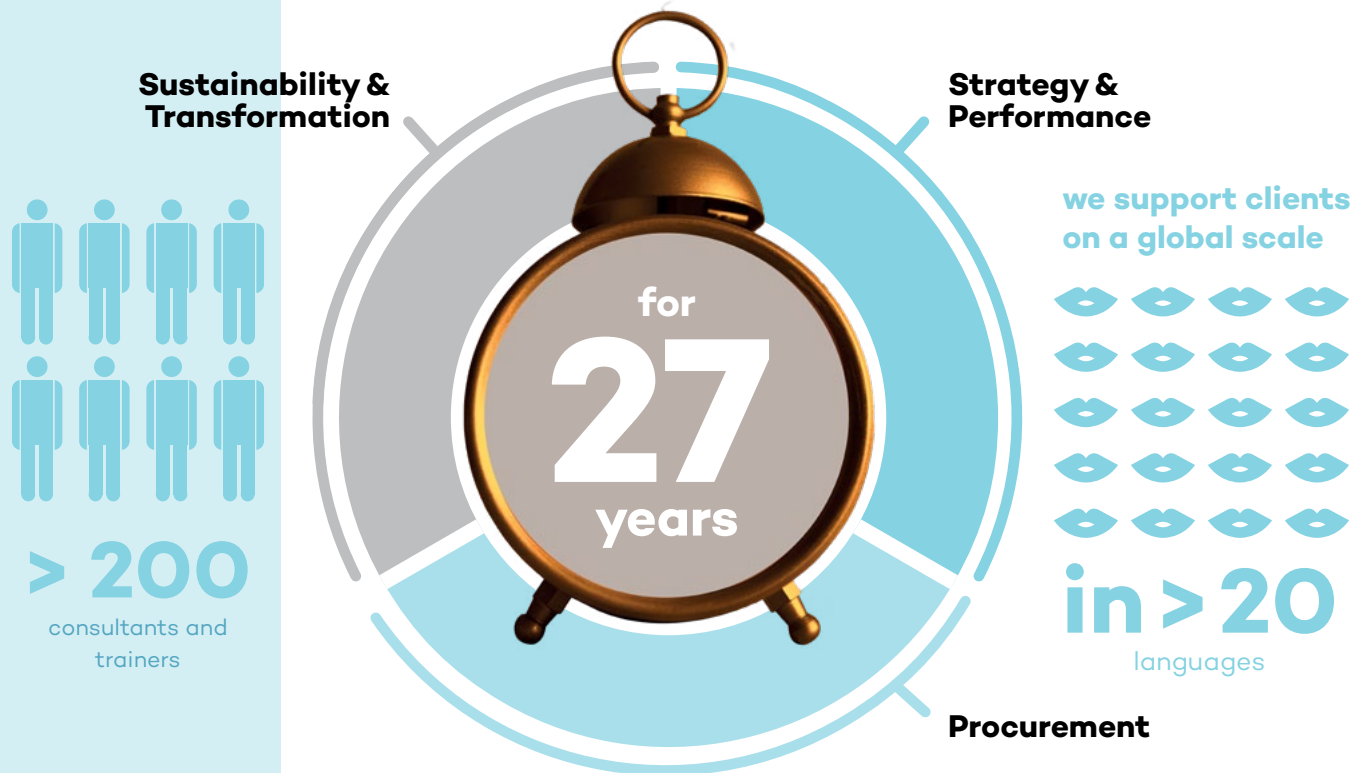 Sustainability &
Transformation
Strategy &
Performance
we support clients
on a global scale
for
27
years
> 200
consultants and
trainers
in > 20
languages
Procurement